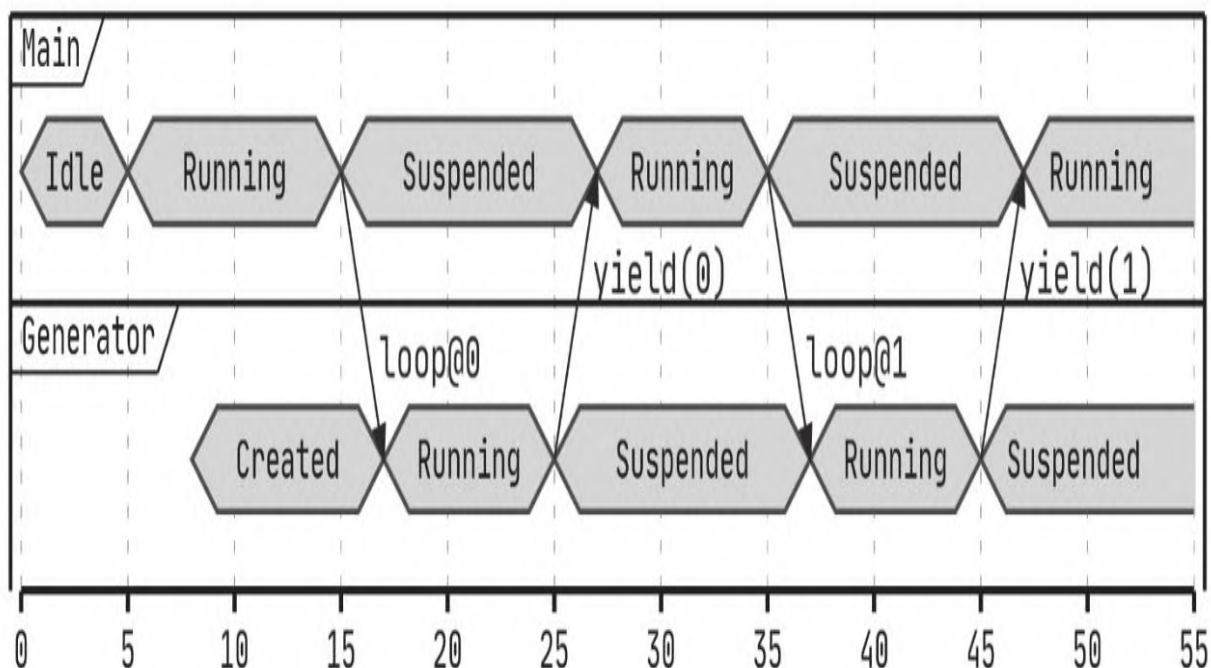 Main
Idle Running Suspended Running Suspended Running
yield(0) yield(1)
Generator
loop@0 loop@1
Created Running Suspended Running Suspended
0 5 10 15 20 25 30 35 40 45 50 55